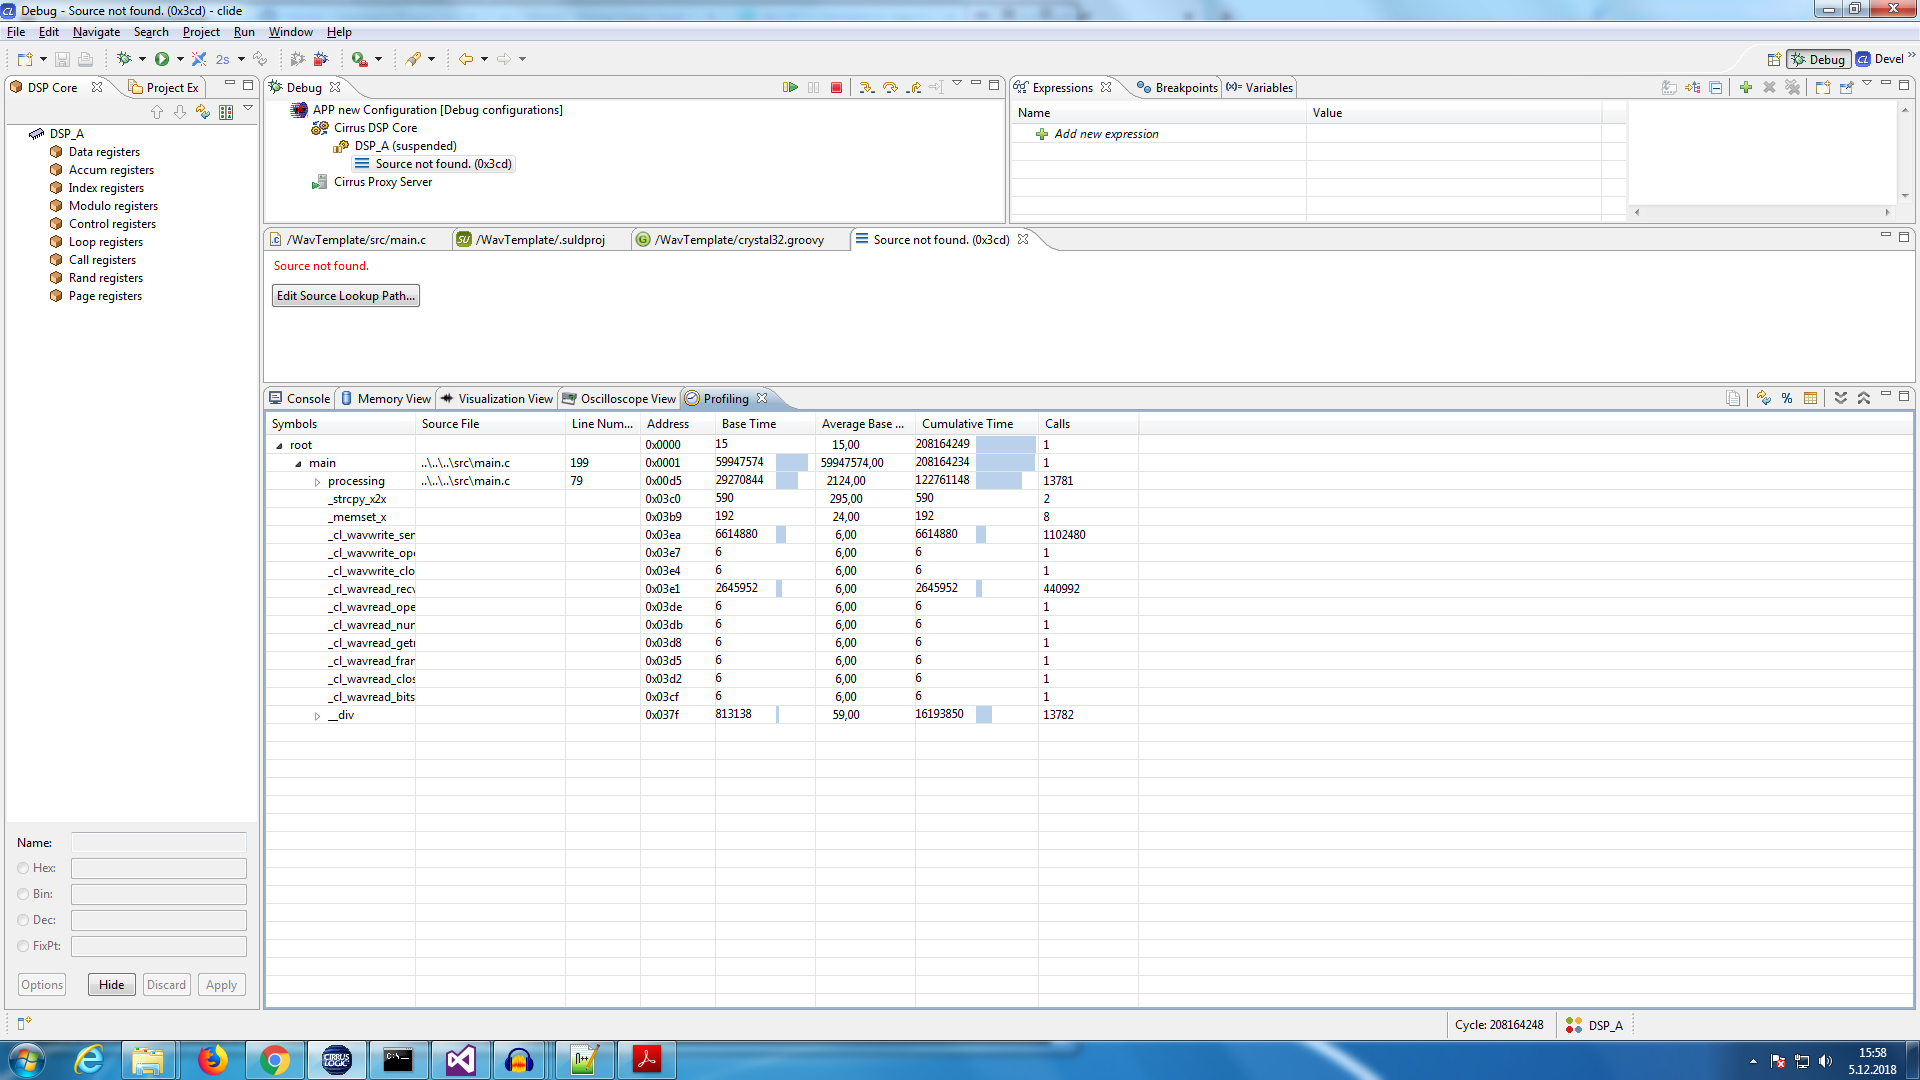 Debug - Source not found. (0x3cd) - clide
File Edit Navigate Search Project Run Window Help
2s
Debug Devel
DSP Core Project Ex
DSP_A
Data registers
Accum registers
Index registers
Modulo registers
Control registers
Loop registers
Call registers
Rand registers
Page registers
Name:
Hex:
Bin:
Dec:
FixPt:
Options Hide Discard Apply
Debug
APP new Configuration [Debug configurations]
Cirrus DSP Core
DSP_A (suspended)
Source not found. (0x3cd)
Cirrus Proxy Server
Expressions Breakpoints (x)= Variables
Name Value
Add new expression
/WavTemplate/src/main.c /WavTemplate/.suldproj /WavTemplate/crystal32.groovy Source not found. (0x3cd)
Source not found.
Edit Source Lookup Path...
Console Memory View Visualization View Oscilloscope View Profiling
Symbols Source File Line Num... Address Base Time Average Base ... Cumulative Time Calls
root 0x0000 15 15,00 208164249 1
main ..\..\..\src\main.c 199 0x0001 59947574 59947574,00 208164234 1
processing ..\..\..\src\main.c 79 0x00d5 29270844 2124,00 122761148 13781
_strcpy_x2x 0x03c0 590 295,00 590 2
_memset_x 0x03b9 192 24,00 192 8
_cl_wavwrite_ser 0x03ea 6614880 6,00 6614880 1102480
_cl_wavwrite_ope 0x03e7 6 6,00 6 1
_cl_wavwrite_clo 0x03e4 6 6,00 6 1
_cl_wavread_recv 0x03e1 2645952 6,00 2645952 440992
_cl_wavread_ope 0x03de 6 6,00 6 1
_cl_wavread_nur 0x03db 6 6,00 6 1
_cl_wavread_getr 0x03d8 6 6,00 6 1
_cl_wavread_frar 0x03d5 6 6,00 6 1
_cl_wavread_clos 0x03d2 6 6,00 6 1
_cl_wavread_bits 0x03cf 6 6,00 6 1
__div 0x037f 813138 59,00 16193850 13782
Cycle: 208164248 DSP_A
CIRRUS LOGIC
15:58
5.12.2018